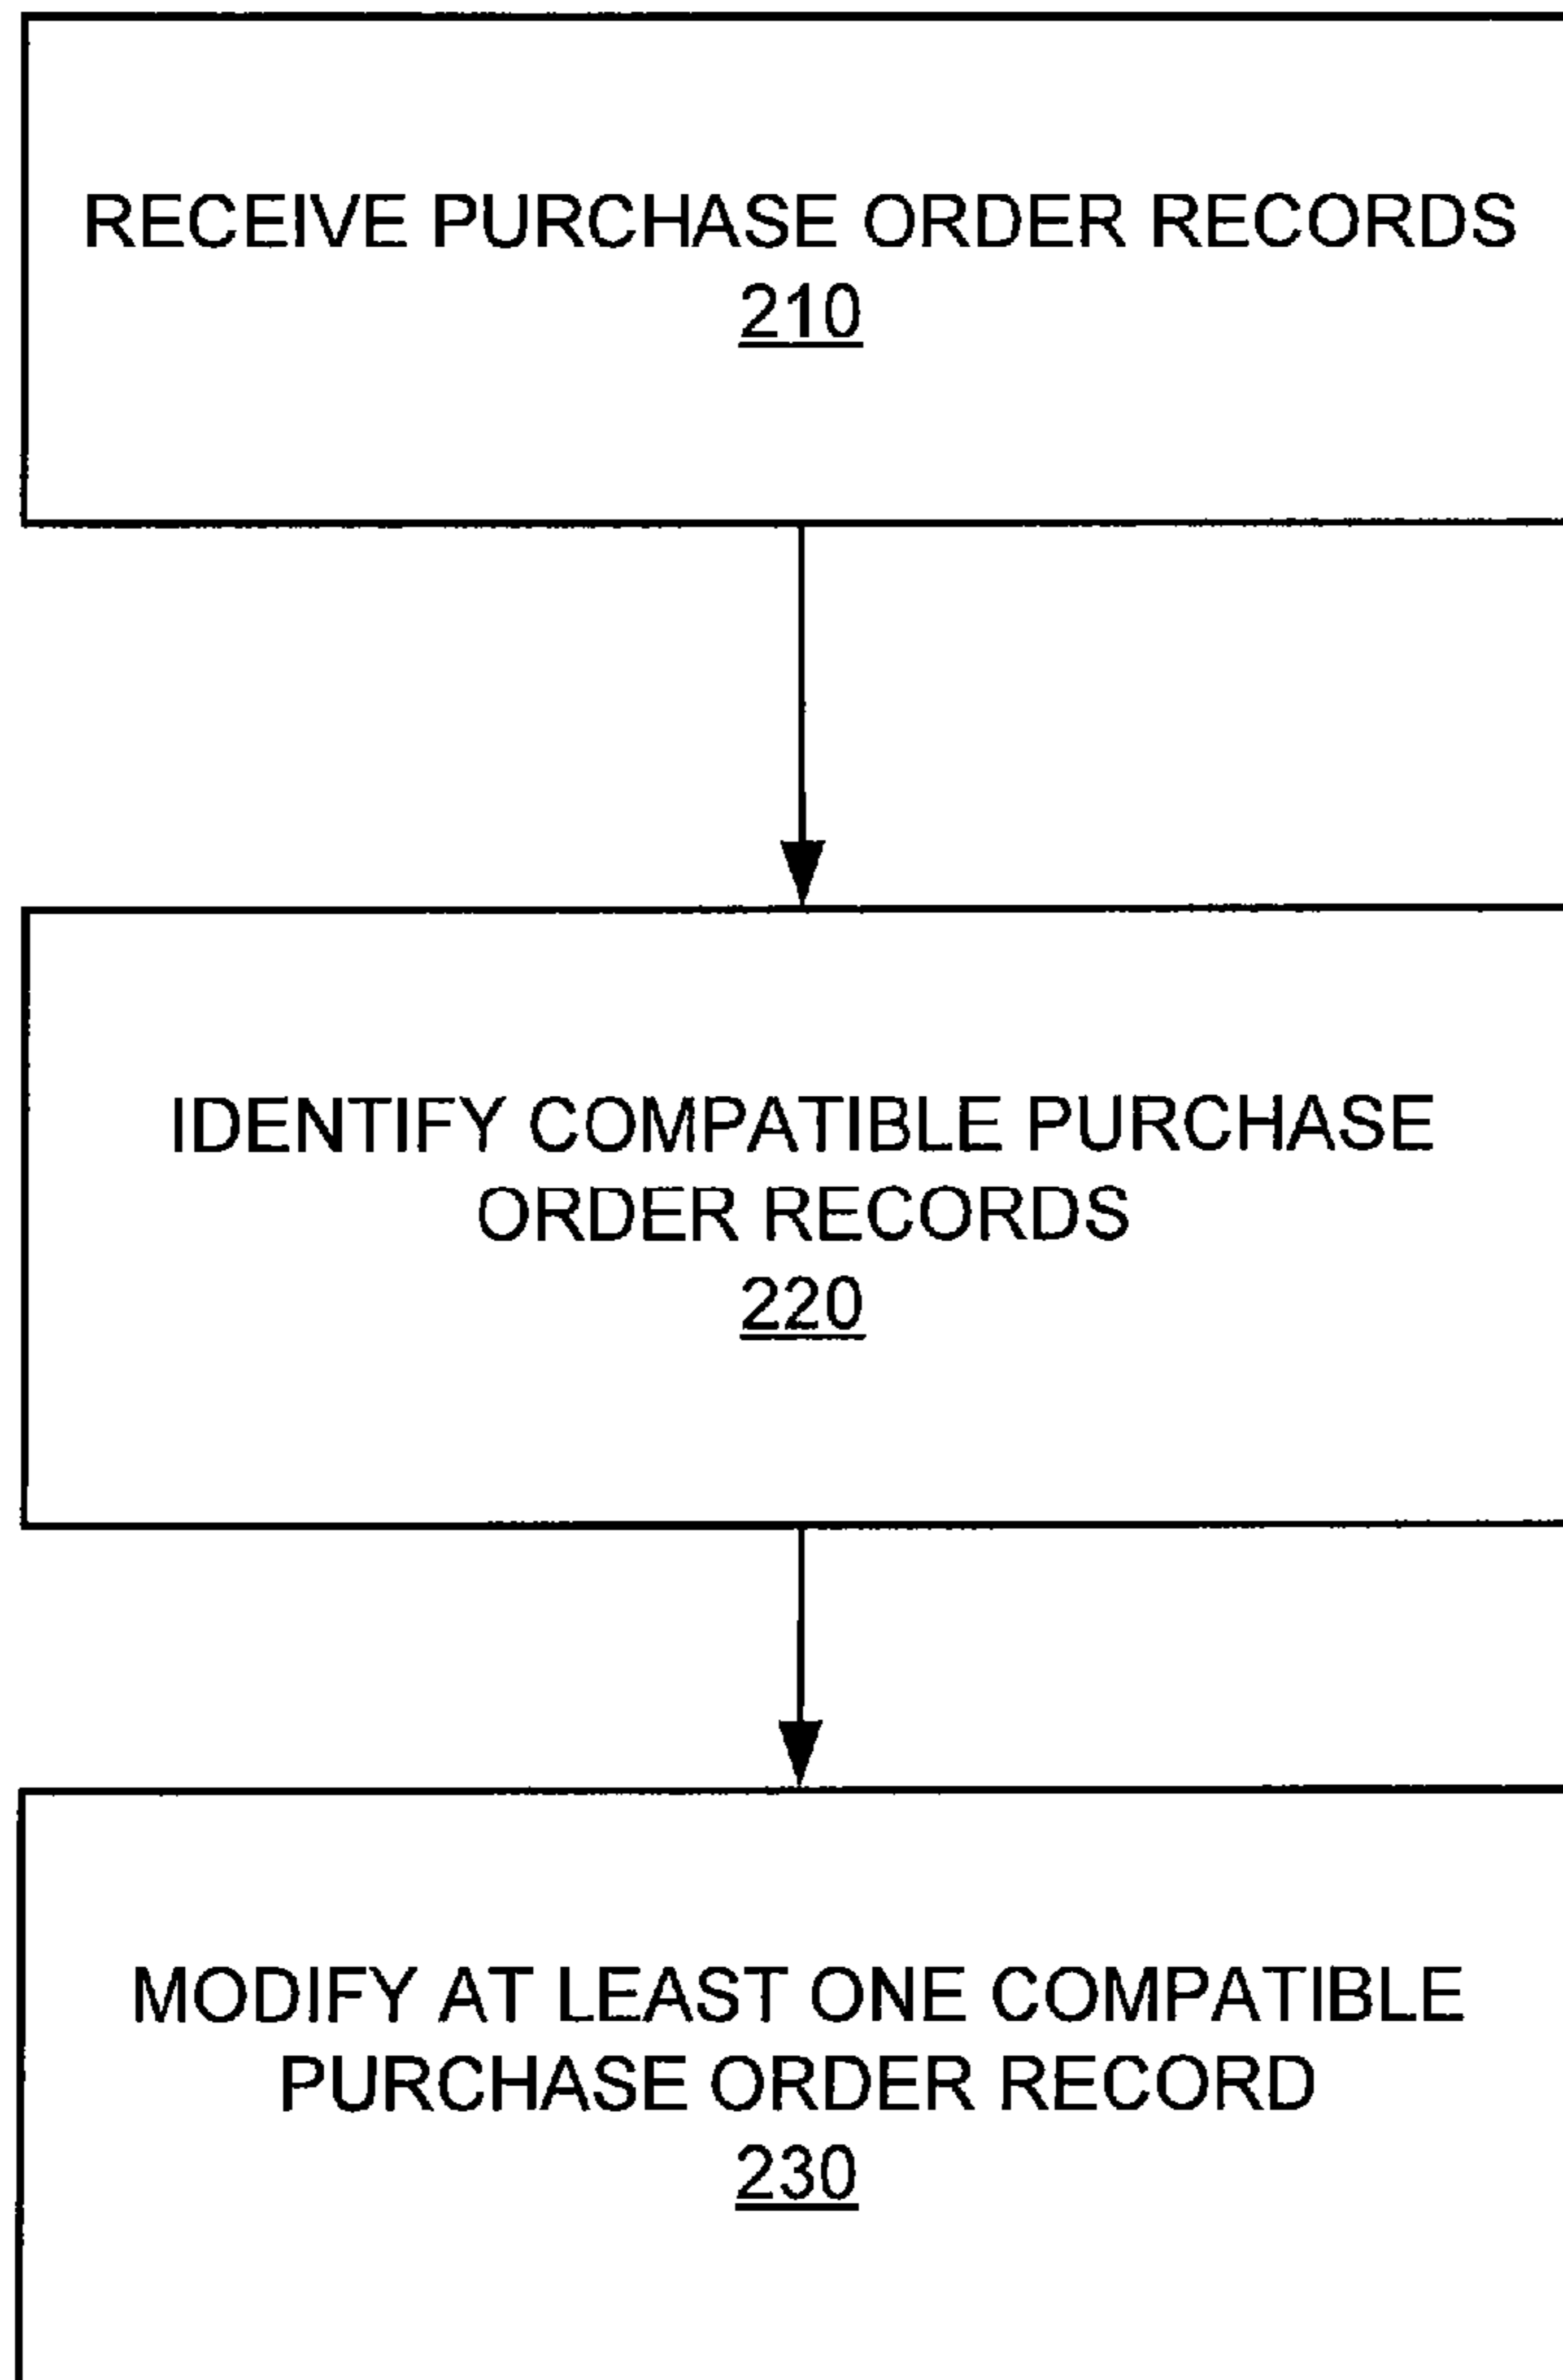 RECEIVE PURCHASE ORDER RECORDS
210
IDENTIFY COMPATIBLE PURCHASE
ORDER RECORDS
220
MODIFY AT LEAST ONE COMPATIBLE
PURCHASE ORDER RECORD
230